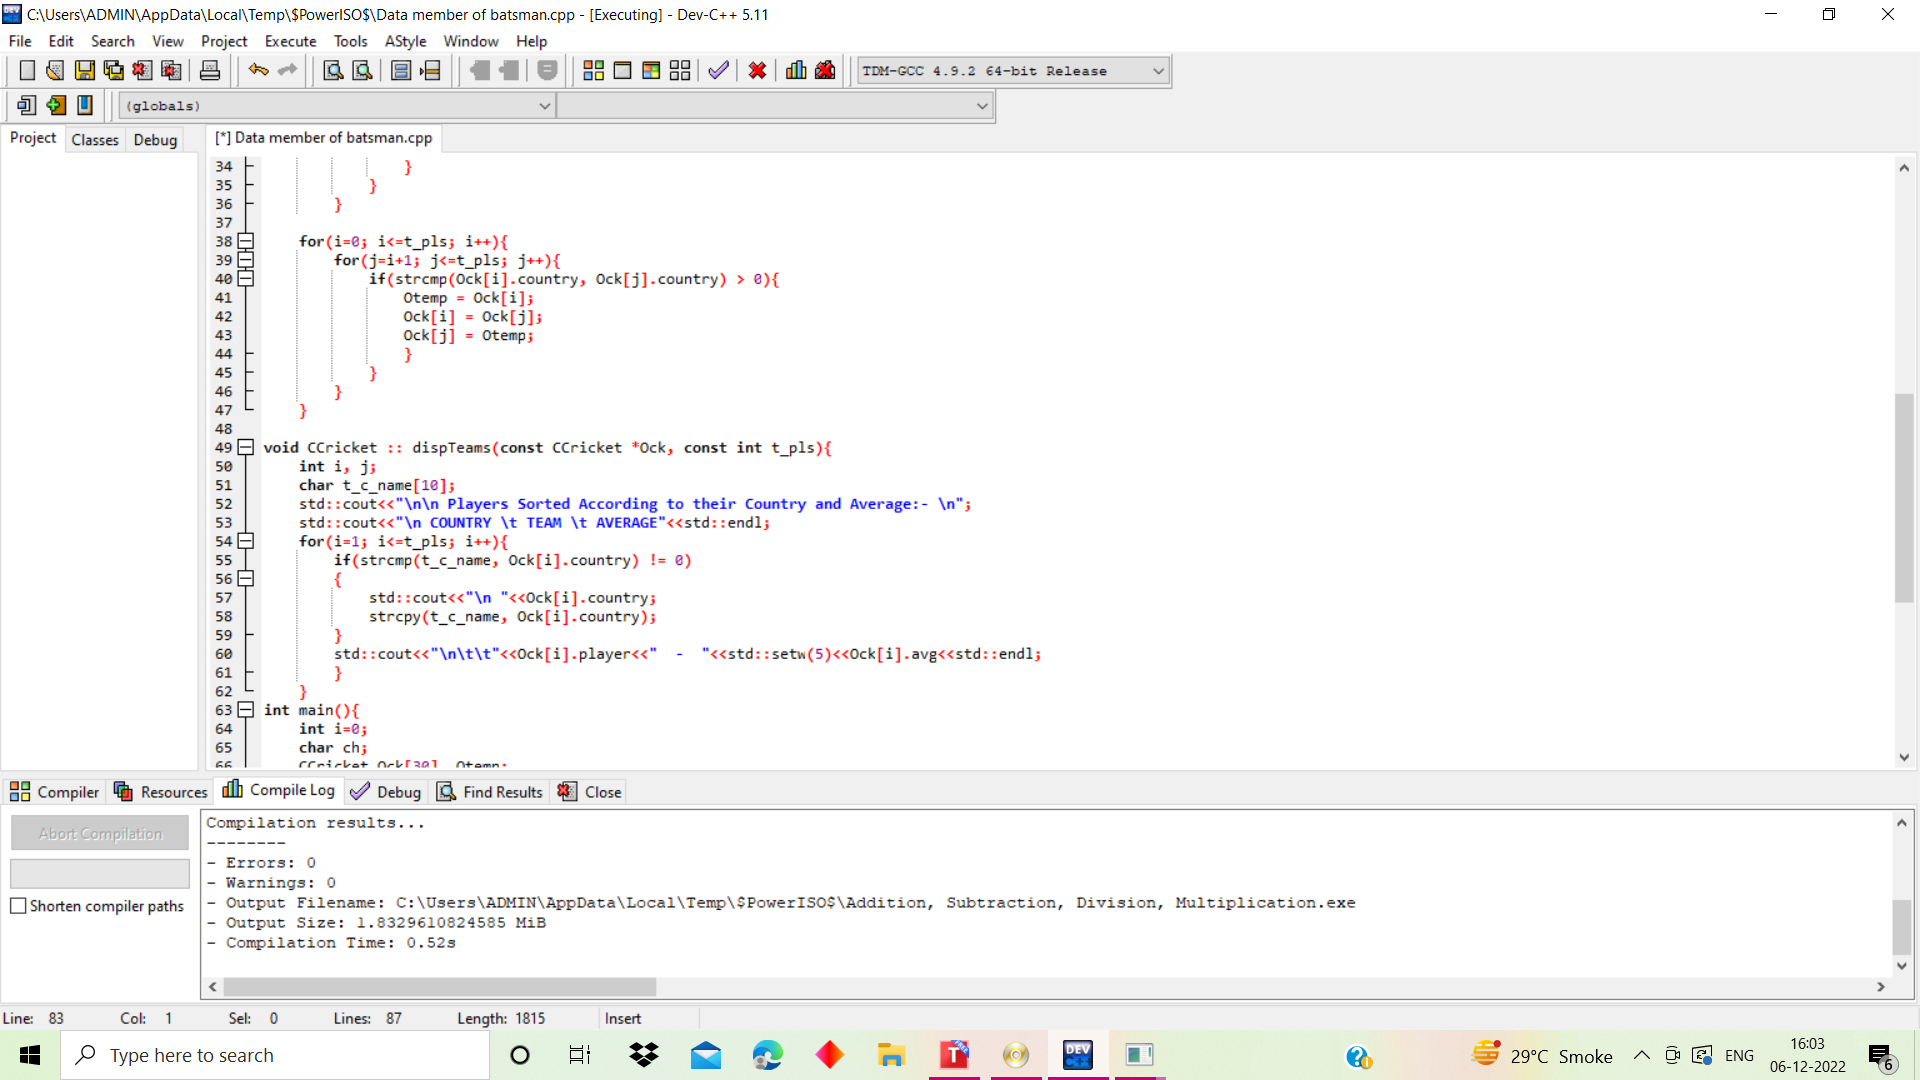 C:\Users\ADMIN\AppData\Local\Temp\$PowerISO$\Data member of batsman.cpp - [Executing] - Dev-C++ 5.11
File Edit Search View Project Execute Tools AStyle Window Help
TDM-GCC 4.9.2 64-bit Release
(globals)
Project Classes Debug [*] Data member of batsman.cpp
34 }
35 }
36 }
37
38 for(i=0; i<=t_pls; i++){
39 for(j=i+1; j<=t_pls; j++){
40 if(strcmp(Ock[i].country, Ock[j].country) > 0){
41 Otemp = Ock[i];
42 Ock[i] = Ock[j];
43 Ock[j] = Otemp;
44 }
45 }
46 }
47 }
48
49 void CCricket :: dispTeams(const CCricket *Ock, const int t_pls){
50 int i, j;
51 char t_c_name[10];
52 std::cout<<"\n\n Players Sorted According to their Country and Average:- \n";
53 std::cout<<"\n COUNTRY \t TEAM \t AVERAGE"<<std::endl;
54 for(i=1; i<=t_pls; i++){
55 if(strcmp(t_c_name, Ock[i].country) != 0)
56 {
57 std::cout<<"\n "<<Ock[i].country;
58 strcpy(t_c_name, Ock[i].country);
59 }
60 std::cout<<"\n\t\t"<<Ock[i].player<<"  -  "<<std::setw(5)<<Ock[i].avg<<std::endl;
61 }
62 }
63 int main(){
64 int i=0;
65 char ch;
66 CCricket Ock[30], Otemp;
Compiler Resources Compile Log Debug Find Results Close
Abort Compilation
Shorten compiler paths
Compilation results...
--------
- Errors: 0
- Warnings: 0
- Output Filename: C:\Users\ADMIN\AppData\Local\Temp\$PowerISO$\Addition, Subtraction, Division, Multiplication.exe
- Output Size: 1.8329610824585 MiB
- Compilation Time: 0.52s
Line: 83 Col: 1 Sel: 0 Lines: 87 Length: 1815 Insert
Type here to search
DEV
29°C Smoke
ENG
16:03
06-12-2022
6